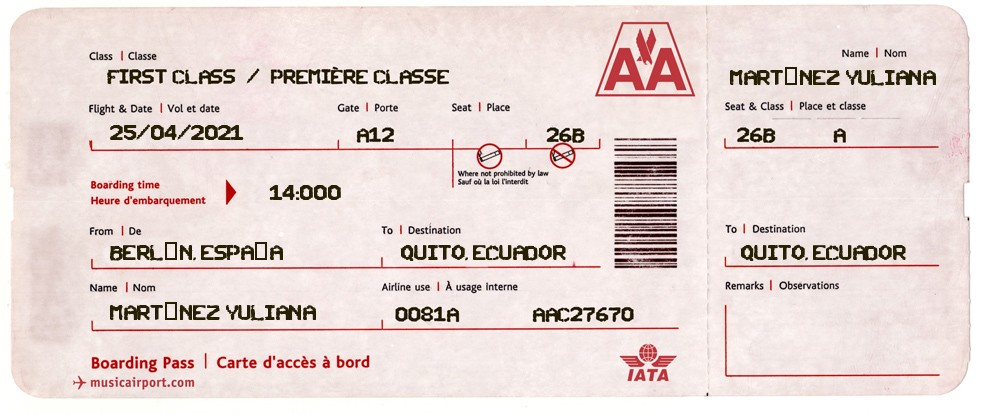 Class | Classe
FIRST CLASS / PREMIÈRE CLASSE
Flight & Date | Vol et date
Gate | Porte
Seat | Place
25/04/2021
A12
26B
Where not prohibited by law
Sauf où la loi l'interdit
Boarding time
Heure d'embarquement
14:000
From | De
To | Destination
BERL▯N, ESPA▯A
QUITO, ECUADOR
Name | Nom
Airline use | À usage interne
MART▯NEZ YULIANA
0081A
AAC27670
Boarding Pass | Carte d'accès à bord
musicairport.com
AA
IATA
Name | Nom
MART▯NEZ YULIANA
Seat & Class | Place et classe
26B
A
To | Destination
QUITO, ECUADOR
Remarks | Observations